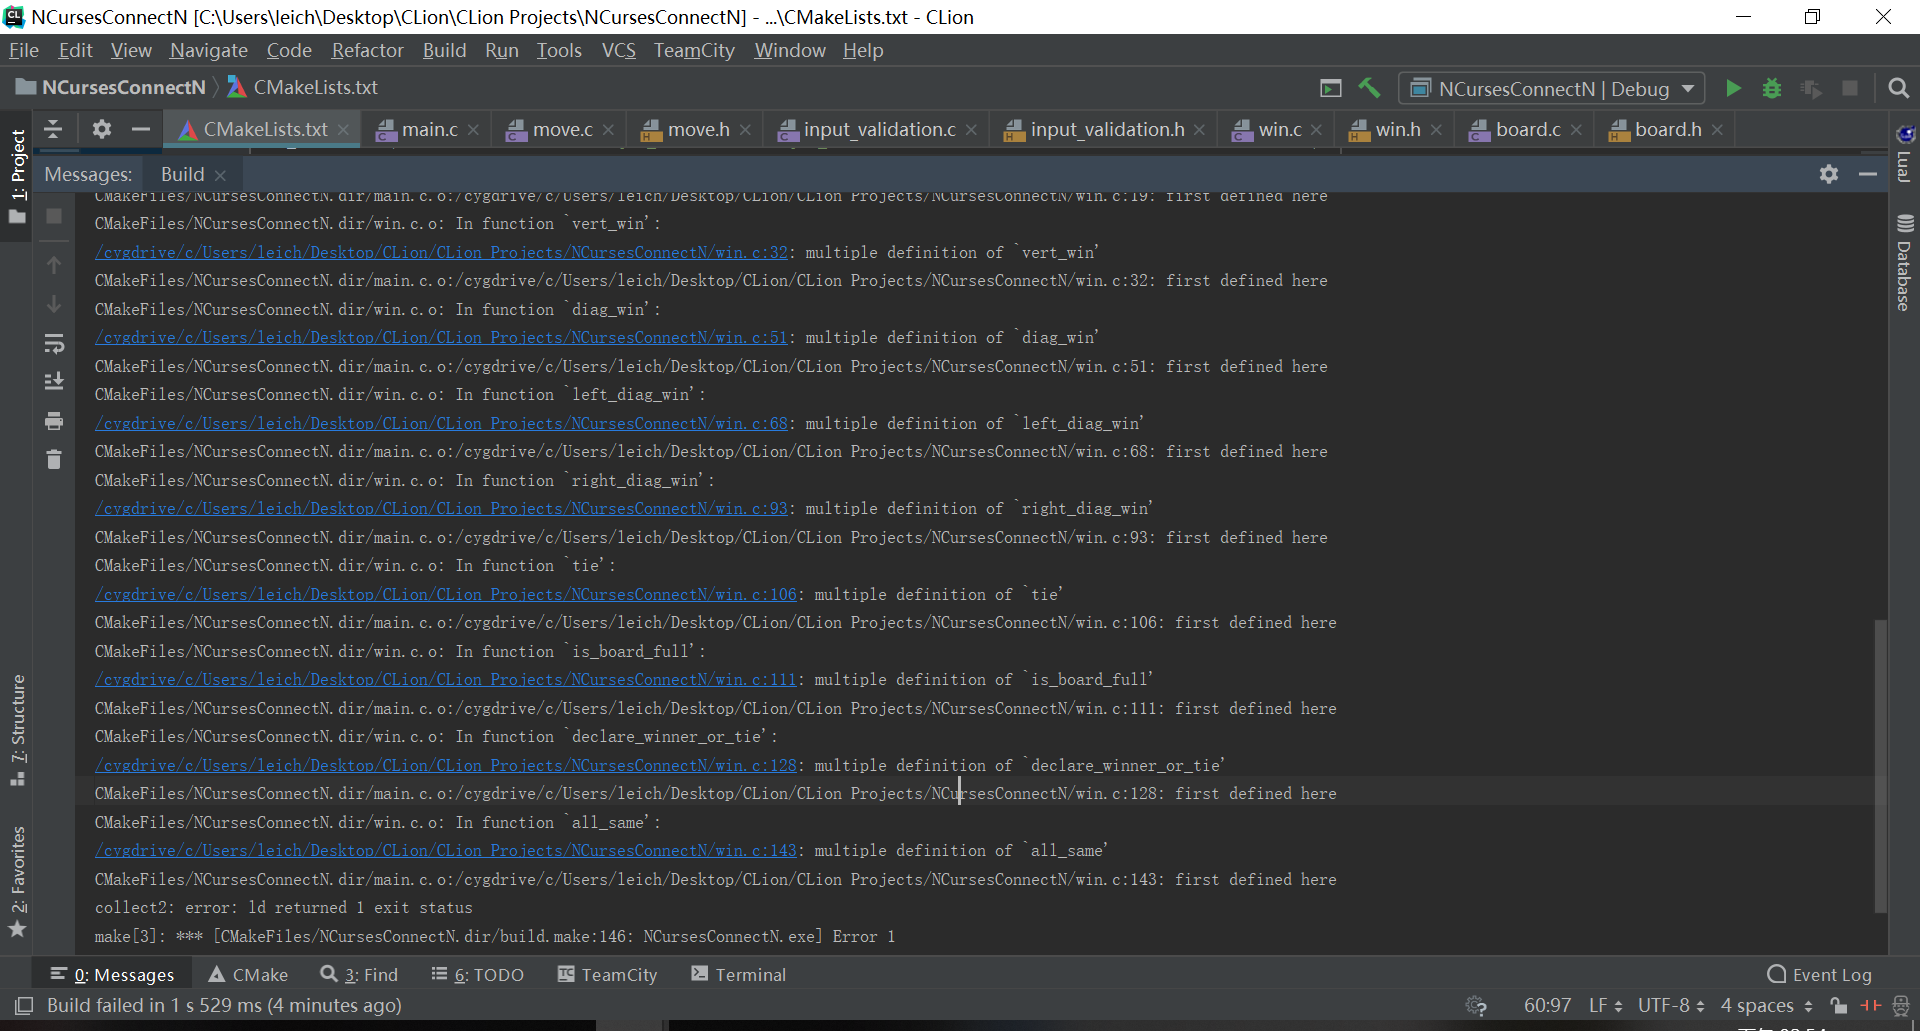 NCursesConnectN [C:\Users\leich\Desktop\CLion\CLion Projects\NCursesConnectN] - ...\CMakeLists.txt - CLion
File Edit View Navigate Code Refactor Build Run Tools VCS TeamCity Window Help
NCursesConnectN CMakeLists.txt NCursesConnectN | Debug
CMakeLists.txt main.c move.c move.h input_validation.c input_validation.h win.c win.h board.c board.h
1: Project
Messages: Build
LuaJ
Database
CMakeFiles/NCursesConnectN.dir/main.c.o:/cygdrive/c/Users/leich/Desktop/CLion/CLion Projects/NCursesConnectN/win.c:19: first defined here
CMakeFiles/NCursesConnectN.dir/win.c.o: In function `vert_win':
/cygdrive/c/Users/leich/Desktop/CLion/CLion Projects/NCursesConnectN/win.c:32: multiple definition of `vert_win'
CMakeFiles/NCursesConnectN.dir/main.c.o:/cygdrive/c/Users/leich/Desktop/CLion/CLion Projects/NCursesConnectN/win.c:32: first defined here
CMakeFiles/NCursesConnectN.dir/win.c.o: In function `diag_win':
/cygdrive/c/Users/leich/Desktop/CLion/CLion Projects/NCursesConnectN/win.c:51: multiple definition of `diag_win'
CMakeFiles/NCursesConnectN.dir/main.c.o:/cygdrive/c/Users/leich/Desktop/CLion/CLion Projects/NCursesConnectN/win.c:51: first defined here
CMakeFiles/NCursesConnectN.dir/win.c.o: In function `left_diag_win':
/cygdrive/c/Users/leich/Desktop/CLion/CLion Projects/NCursesConnectN/win.c:68: multiple definition of `left_diag_win'
CMakeFiles/NCursesConnectN.dir/main.c.o:/cygdrive/c/Users/leich/Desktop/CLion/CLion Projects/NCursesConnectN/win.c:68: first defined here
CMakeFiles/NCursesConnectN.dir/win.c.o: In function `right_diag_win':
/cygdrive/c/Users/leich/Desktop/CLion/CLion Projects/NCursesConnectN/win.c:93: multiple definition of `right_diag_win'
CMakeFiles/NCursesConnectN.dir/main.c.o:/cygdrive/c/Users/leich/Desktop/CLion/CLion Projects/NCursesConnectN/win.c:93: first defined here
CMakeFiles/NCursesConnectN.dir/win.c.o: In function `tie':
/cygdrive/c/Users/leich/Desktop/CLion/CLion Projects/NCursesConnectN/win.c:106: multiple definition of `tie'
CMakeFiles/NCursesConnectN.dir/main.c.o:/cygdrive/c/Users/leich/Desktop/CLion/CLion Projects/NCursesConnectN/win.c:106: first defined here
CMakeFiles/NCursesConnectN.dir/win.c.o: In function `is_board_full':
/cygdrive/c/Users/leich/Desktop/CLion/CLion Projects/NCursesConnectN/win.c:111: multiple definition of `is_board_full'
CMakeFiles/NCursesConnectN.dir/main.c.o:/cygdrive/c/Users/leich/Desktop/CLion/CLion Projects/NCursesConnectN/win.c:111: first defined here
CMakeFiles/NCursesConnectN.dir/win.c.o: In function `declare_winner_or_tie':
/cygdrive/c/Users/leich/Desktop/CLion/CLion Projects/NCursesConnectN/win.c:128: multiple definition of `declare_winner_or_tie'
CMakeFiles/NCursesConnectN.dir/main.c.o:/cygdrive/c/Users/leich/Desktop/CLion/CLion Projects/NCursesConnectN/win.c:128: first defined here
CMakeFiles/NCursesConnectN.dir/win.c.o: In function `all_same':
/cygdrive/c/Users/leich/Desktop/CLion/CLion Projects/NCursesConnectN/win.c:143: multiple definition of `all_same'
CMakeFiles/NCursesConnectN.dir/main.c.o:/cygdrive/c/Users/leich/Desktop/CLion/CLion Projects/NCursesConnectN/win.c:143: first defined here
collect2: error: ld returned 1 exit status
make[3]: *** [CMakeFiles/NCursesConnectN.dir/build.make:146: NCursesConnectN.exe] Error 1
7: Structure
2: Favorites
0: Messages CMake 3: Find 6: TODO TeamCity Terminal Event Log
Build failed in 1 s 529 ms (4 minutes ago) 60:97 LF UTF-8 4 spaces